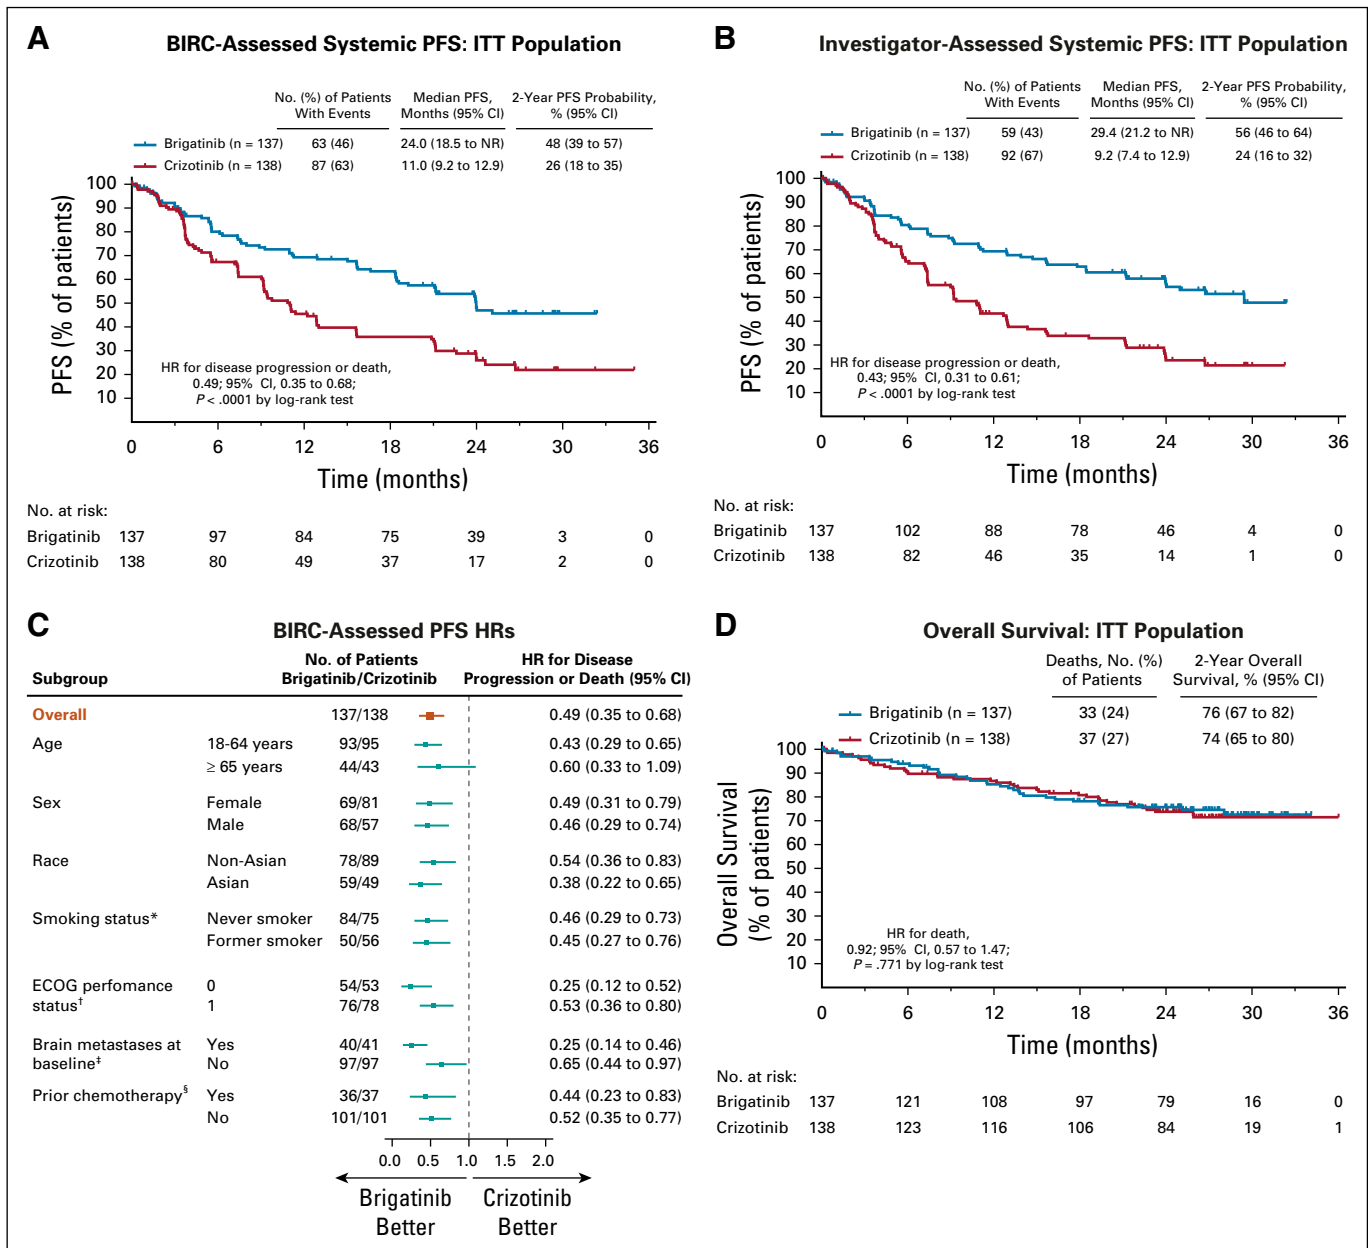 A
BIRC-Assessed Systemic PFS: ITT Population
No. (%) of Patients With Events
Median PFS, Months (95% CI)
2-Year PFS Probability, % (95% CI)
Brigatinib (n = 137) 63 (46) 24.0 (18.5 to NR) 48 (39 to 57)
Crizotinib (n = 138) 87 (63) 11.0 (9.2 to 12.9) 26 (18 to 35)
PFS (% of patients)
100
90
80
70
60
50
40
30
20
10
HR for disease progression or death,
0.49; 95% CI, 0.35 to 0.68;
P < .0001 by log-rank test
0 6 12 18 24 30 36
Time (months)
No. at risk:
Brigatinib 137 97 84 75 39 3 0
Crizotinib 138 80 49 37 17 2 0
B
Investigator-Assessed Systemic PFS: ITT Population
No. (%) of Patients With Events
Median PFS, Months (95% CI)
2-Year PFS Probability, % (95% CI)
Brigatinib (n = 137) 59 (43) 29.4 (21.2 to NR) 56 (46 to 64)
Crizotinib (n = 138) 92 (67) 9.2 (7.4 to 12.9) 24 (16 to 32)
PFS (% of patients)
100
90
80
70
60
50
40
30
20
10
HR for disease progression or death,
0.43; 95% CI, 0.31 to 0.61;
P < .0001 by log-rank test
0 6 12 18 24 30 36
Time (months)
No. at risk:
Brigatinib 137 102 88 78 46 4 0
Crizotinib 138 82 46 35 14 1 0
C
BIRC-Assessed PFS HRs
Subgroup
No. of Patients Brigatinib/Crizotinib
HR for Disease Progression or Death (95% CI)
Overall 137/138 0.49 (0.35 to 0.68)
Age 18-64 years 93/95 0.43 (0.29 to 0.65)
≥ 65 years 44/43 0.60 (0.33 to 1.09)
Sex Female 69/81 0.49 (0.31 to 0.79)
Male 68/57 0.46 (0.29 to 0.74)
Race Non-Asian 78/89 0.54 (0.36 to 0.83)
Asian 59/49 0.38 (0.22 to 0.65)
Smoking status* Never smoker 84/75 0.46 (0.29 to 0.73)
Former smoker 50/56 0.45 (0.27 to 0.76)
ECOG perfomance 0 54/53 0.25 (0.12 to 0.52)
status† 1 76/78 0.53 (0.36 to 0.80)
Brain metastases at Yes 40/41 0.25 (0.14 to 0.46)
baseline‡ No 97/97 0.65 (0.44 to 0.97)
Prior chemotherapy§ Yes 36/37 0.44 (0.23 to 0.83)
No 101/101 0.52 (0.35 to 0.77)
0.0 0.5 1.0 1.5 2.0
Brigatinib Better
Crizotinib Better
D
Overall Survival: ITT Population
Deaths, No. (%) of Patients
2-Year Overall Survival, % (95% CI)
Brigatinib (n = 137) 33 (24) 76 (67 to 82)
Crizotinib (n = 138) 37 (27) 74 (65 to 80)
Overall Survival
(% of patients)
100
90
80
70
60
50
40
30
20
10
HR for death,
0.92; 95% CI, 0.57 to 1.47;
P = .771 by log-rank test
0 6 12 18 24 30 36
Time (months)
No. at risk:
Brigatinib 137 121 108 97 79 16 0
Crizotinib 138 123 116 106 84 19 1